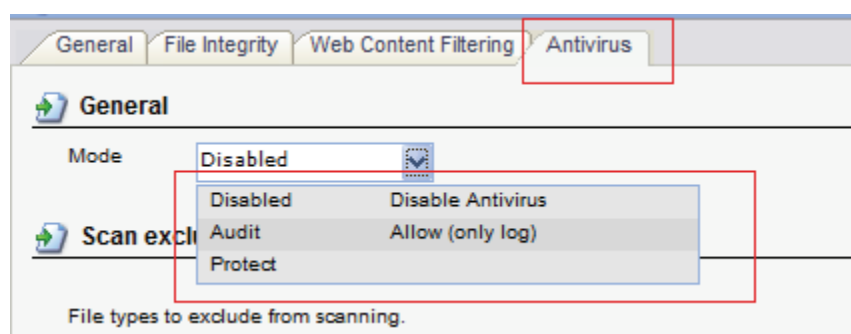 General File Integrity Web Content Filtering Antivirus
General
Mode Disabled
Disabled Disable Antivirus
Scan exclu Audit Allow (only log)
Protect
File types to exclude from scanning.